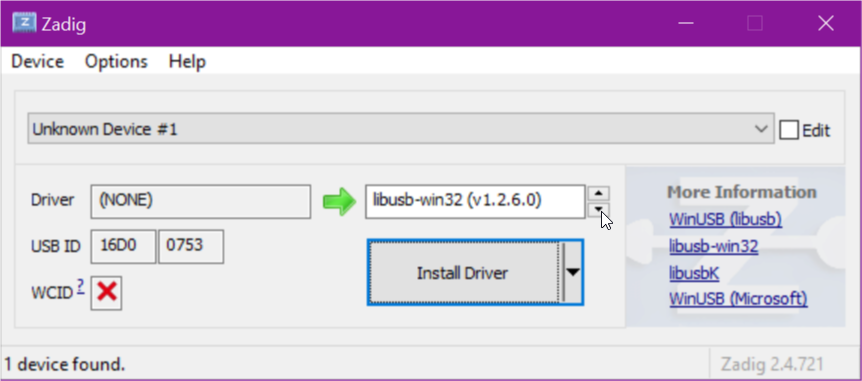 Zadig
Device Options Help
Unknown Device #1
Edit
Driver (NONE) libusb-win32 (v1.2.6.0)
USB ID 16D0 0753
WCID ?
Install Driver
More Information
WinUSB (libusb)
libusb-win32
libusbK
WinUSB (Microsoft)
1 device found.
Zadig 2.4.721